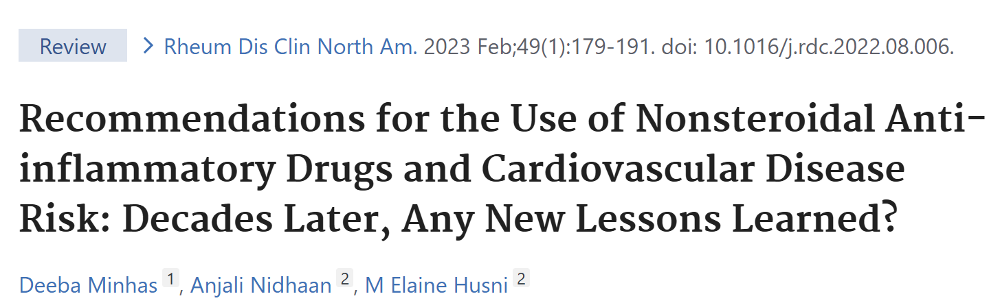 Review > Rheum Dis Clin North Am. 2023 Feb;49(1):179-191. doi: 10.1016/j.rdc.2022.08.006.
Recommendations for the Use of Nonsteroidal Anti-
inflammatory Drugs and Cardiovascular Disease
Risk: Decades Later, Any New Lessons Learned?
Deeba Minhas 1, Anjali Nidhaan 2, M Elaine Husni 2